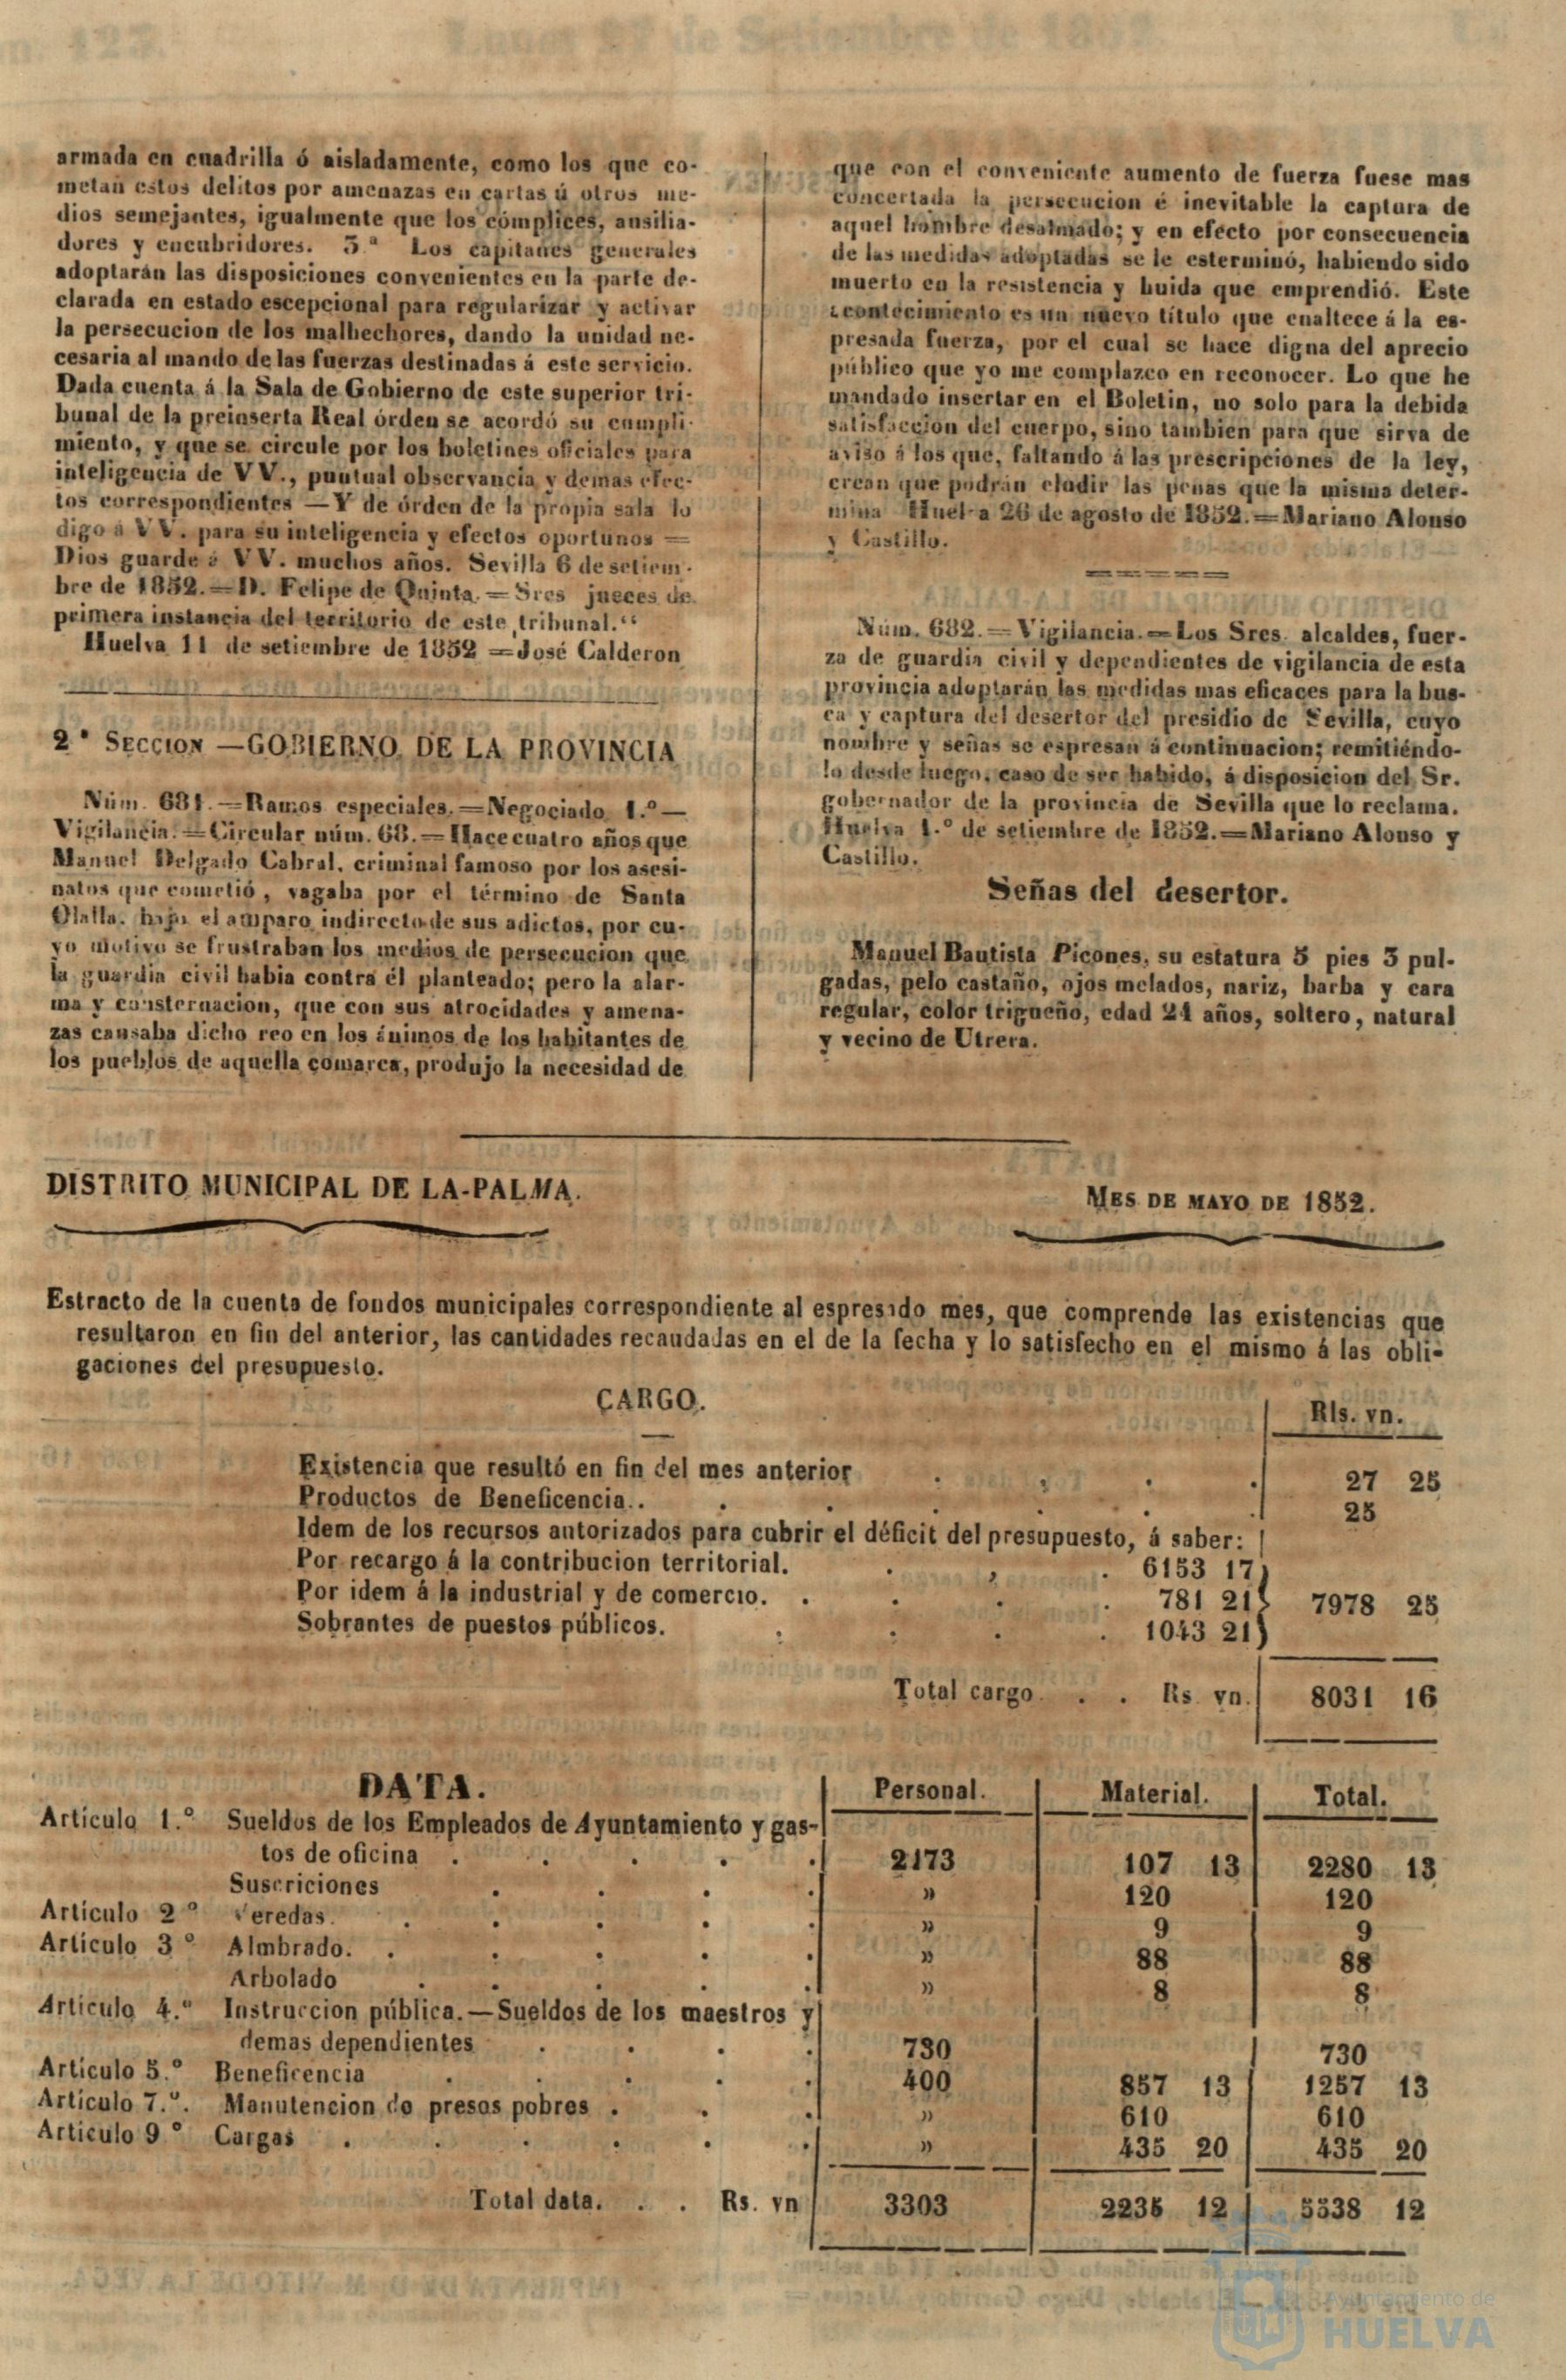 armada en cuadrilla ó aisladamente, como los que co-
metan estos delitos por amenazas en cartas ú otros me-
dios semejantes, igualmente que los cómplices, ansilia-
dores y encubridores. 3.ª Los capitanes generales
adoptarán las disposiciones convenientes en la parte de-
clarada en estado escepcional para regularizar y activar
la persecucion de los malhechores, dando la unidad ne-
cesaria al mando de las fuerzas destinadas á este servicio.
Dada cuenta á la Sala de Gobierno de este superior tri-
bunal de la preinserta Real órden se acordó su cumpli-
miento, y que se circule por los boletines oficiales para
inteligencia de VV., puutual observancia y demas efec-
tos correspondientes —Y de órden de la propia sala lo
digo á VV. para su inteligencia y efectos oportunos =
Dios guarde á VV. muchos años. Sevilla 6 de setiem-
bre de 1852.=D. Felipe de Quinta.=Sres jueces de
primera instancia del territorio de este tribunal.“
Huelva 11 de setiembre de 1852 =José Calderon
2ª SECCION —GOBIERNO DE LA PROVINCIA
Núm. 681.=Ramos especiales.=Negociado 1.º—
Vigilancia.=Circular núm. 68.=Hace cuatro años que
Manuel Delgado Cabral, criminal famoso por los asesi-
natos que cometió, vagaba por el término de Santa
Olalla. bajo el amparo indirecto de sus adictos, por cu-
yo motivo se frustraban los medios de persecucion que
la guardia civil habia contra él planteado; pero la alar-
ma y consternacion, que con sus atrocidades y amena-
zas causaba dicho reo en los ánimos de los habitantes de
los pueblos de aquella comarca, produjo la necesidad de
que con el conveniente aumento de fuerza fuese mas
concertada la persecucion é inevitable la captura de
aquel hombre desalmado; y en efecto por consecuencia
de las medidas adoptadas se le esterminó, habiendo sido
muerto en la resistencia y huida que emprendió. Este
acontecimiento es un nuevo título que enaltece á la es-
presada fuerza, por el cual se hace digna del aprecio
público que yo me complazco en reconocer. Lo que he
mandado insertar en el Boletin, no solo para la debida
satisfaccion del cuerpo, sino tambien para que sirva de
aviso á los que, faltando á las prescripciones de la ley,
crean que podrán eludir las penas que la misma deter-
mina Huelva 26 de agosto de 1852.=Mariano Alonso
y Castillo.
Núm. 682.=Vigilancia.=Los Sres. alcaldes, fuer-
za de guardia civil y dependientes de vigilancia de esta
provincia adoptarán las medidas mas eficaces para la bus-
ca y captura del desertor del presidio de Sevilla, cuyo
nombre y señas se espresan á continuacion; remitiéndo-
lo desde luego, caso de ser habido, á disposicion del Sr.
gobernador de la provincia de Sevilla que lo reclama.
Huelva 1.º de setiembre de 1852.=Mariano Alonso y
Castillo.
Señas del desertor.
Manuel Bautista Picones, su estatura 5 pies 3 pul-
gadas, pelo castaño, ojos melados, nariz, barba y cara
regular, color trigueño, edad 24 años, soltero, natural
y vecino de Utrera.
DISTRITO MUNICIPAL DE LA-PALMA.
MES DE MAYO DE 1852.
Estracto de la cuenta de fondos municipales correspondiente al espresado mes, que comprende las existencias que
resultaron en fin del anterior, las cantidades recaudadas en el de la fecha y lo satisfecho en el mismo á las obli-
gaciones del presupuesto.
CARGO.
Rls. vn.
Existencia que resultó en fin del mes anterior . . . . 27 25
Productos de Beneficencia.. . . . . . . 25
Idem de los recursos autorizados para cubrir el déficit del presupuesto, á saber:
Por recargo á la contribucion territorial. . . . 6153 17
Por idem á la industrial y de comercio. . . . . 781 21 7978 25
Sobrantes de puestos públicos. . . . . 1043 21
Total cargo. . . Rs. vn. 8031 16
DATA. Personal. Material. Total.
Artículo 1.º Sueldos de los Empleados de Ayuntamiento y gas-
tos de oficina . . . . . 2173 107 13 2280 13
Suscriciones . . . . » 120 120
Artículo 2º Veredas. . . . . . » 9 9
Artículo 3º Almbrado. . . . . . » 88 88
Arbolado . . . . . » 8 8
Artículo 4.º Instruccion pública.—Sueldos de los maestros y
demas dependientes . . . . 730 730
Artículo 5.º Beneficencia . . . . . 400 857 13 1257 13
Artículo 7.º. Manutencion de presos pobres . . . » 610 610
Artículo 9º Cargas . . . . . . » 435 20 435 20
Total data. . . Rs. vn 3303 2235 12 5538 12
Ayuntamiento de
HUELVA